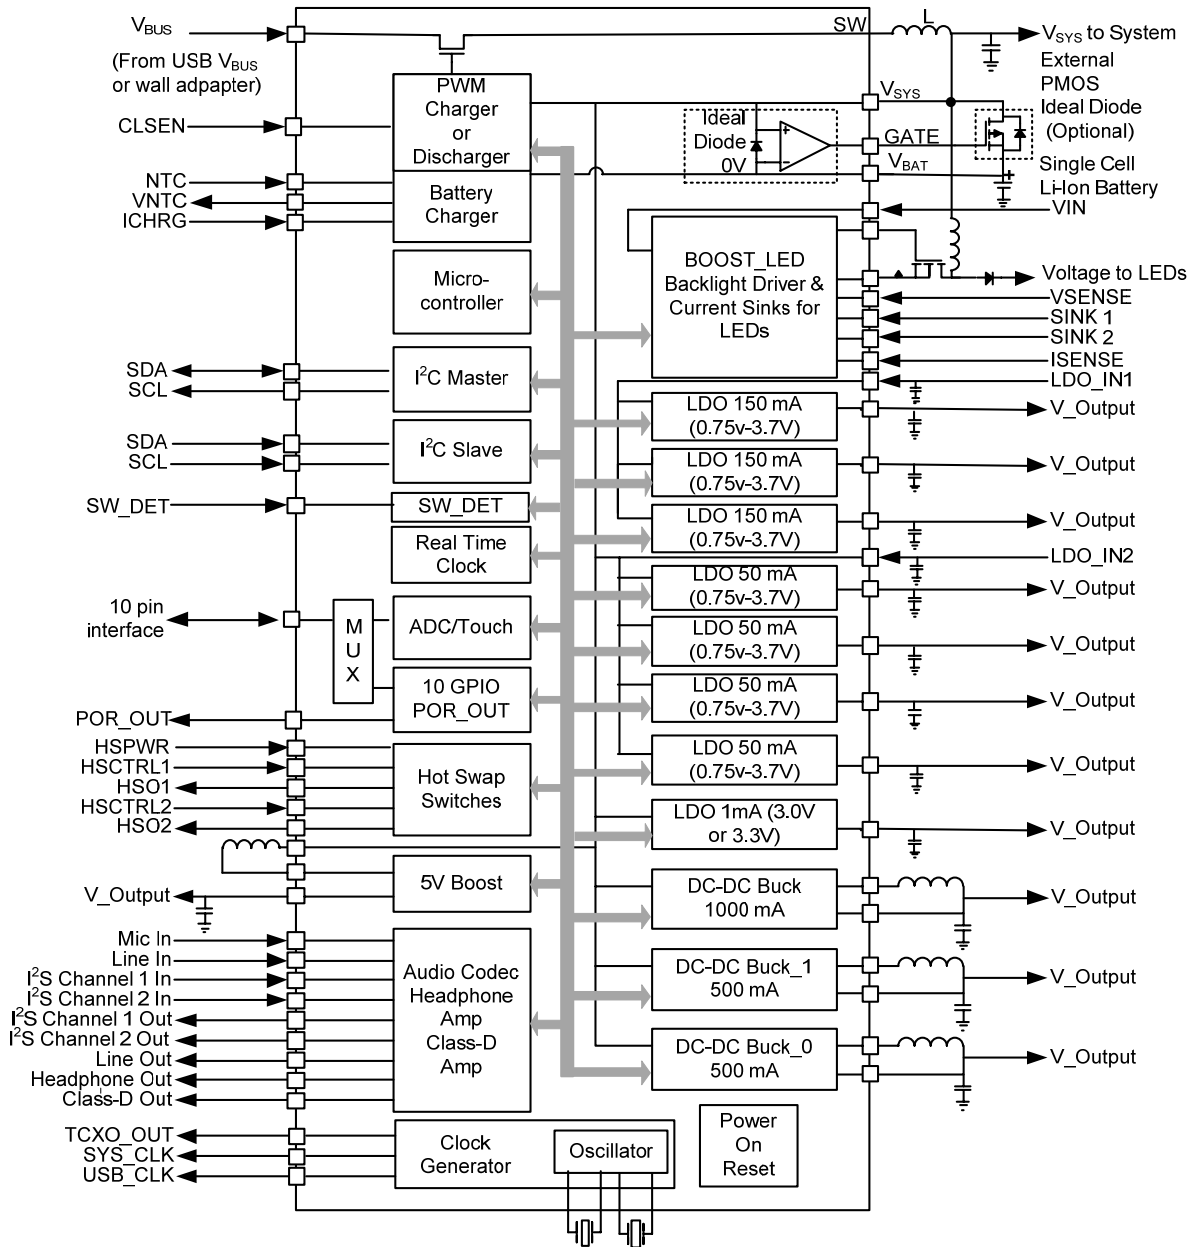 V_BUS
(From USB V_BUS
or wall adpapter)
CLSEN
NTC
VNTC
ICHRG
SDA
SCL
SDA
SCL
SW_DET
10 pin
interface
POR_OUT
HSPWR
HSCTRL1
HSO1
HSCTRL2
HSO2
V_Output
Mic In
Line In
I²S Channel 1 In
I²S Channel 2 In
I²S Channel 1 Out
I²S Channel 2 Out
Line Out
Headphone Out
Class-D Out
TCXO_OUT
SYS_CLK
USB_CLK
PWM
Charger
or
Discharger
Battery
Charger
Micro-
controller
I²C Master
I²C Slave
SW_DET
Real Time
Clock
M
U
X
ADC/Touch
10 GPIO
POR_OUT
Hot Swap
Switches
5V Boost
Audio Codec
Headphone
Amp
Class-D
Amp
Clock
Generator
Oscillator
Power
On
Reset
Ideal
Diode
0V
+
-
BOOST_LED
Backlight Driver &
Current Sinks for
LEDs
LDO 150 mA
(0.75v-3.7V)
LDO 150 mA
(0.75v-3.7V)
LDO 150 mA
(0.75v-3.7V)
LDO 50 mA
(0.75v-3.7V)
LDO 50 mA
(0.75v-3.7V)
LDO 50 mA
(0.75v-3.7V)
LDO 50 mA
(0.75v-3.7V)
LDO 1mA (3.0V
or 3.3V)
DC-DC Buck
1000 mA
DC-DC Buck_1
500 mA
DC-DC Buck_0
500 mA
SW
L
V_SYS
GATE
V_BAT
+
V_SYS to System
External
PMOS
Ideal Diode
(Optional)
Single Cell
Li-Ion Battery
VIN
Voltage to LEDs
VSENSE
SINK 1
SINK 2
ISENSE
LDO_IN1
V_Output
V_Output
V_Output
LDO_IN2
V_Output
V_Output
V_Output
V_Output
V_Output
V_Output
V_Output
V_Output